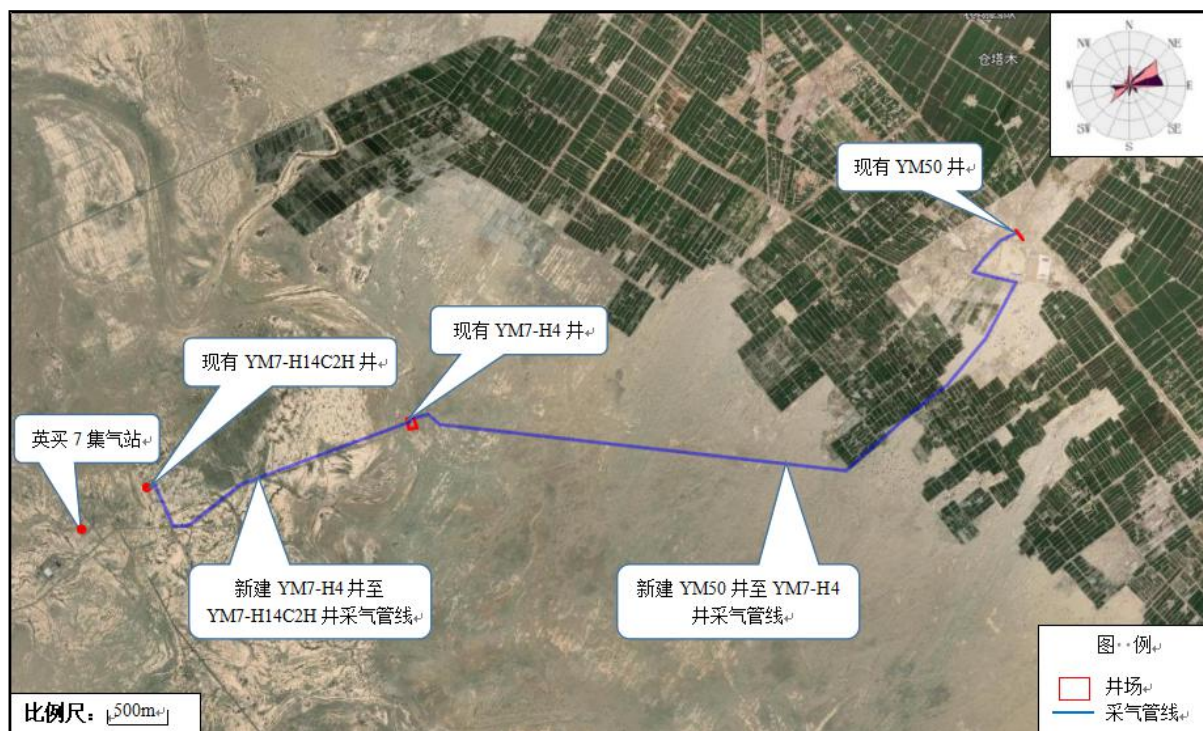 仓塔木
N
NE
E
SE
S
SW
W
NW
现有 YM50 井
现有 YM7-H4 井
现有 YM7-H14C2H 井
英买 7 集气站
新建 YM7-H4 井至
YM7-H14C2H 井采气管线
新建 YM50 井至 YM7-H4
井采气管线
图 例
井场
采气管线
比例尺：
500m